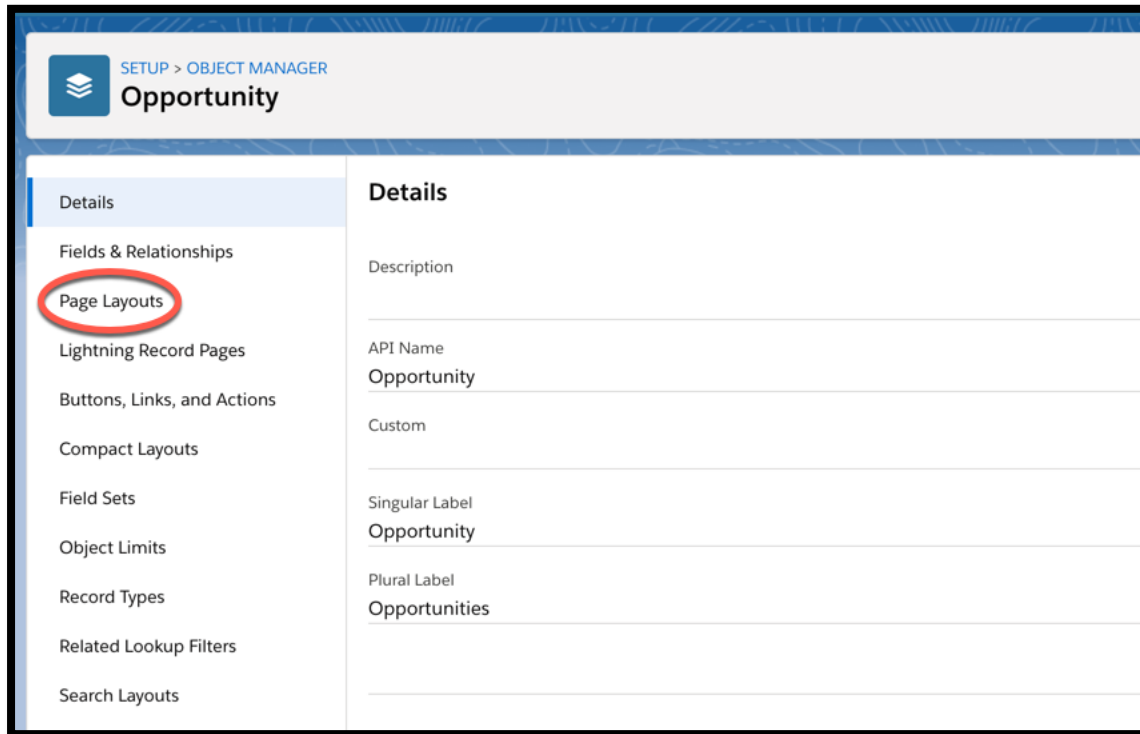 SETUP > OBJECT MANAGER
Opportunity
Details
Fields & Relationships
Page Layouts
Lightning Record Pages
Buttons, Links, and Actions
Compact Layouts
Field Sets
Object Limits
Record Types
Related Lookup Filters
Search Layouts
Details
Description
API Name
Opportunity
Custom
Singular Label
Opportunity
Plural Label
Opportunities